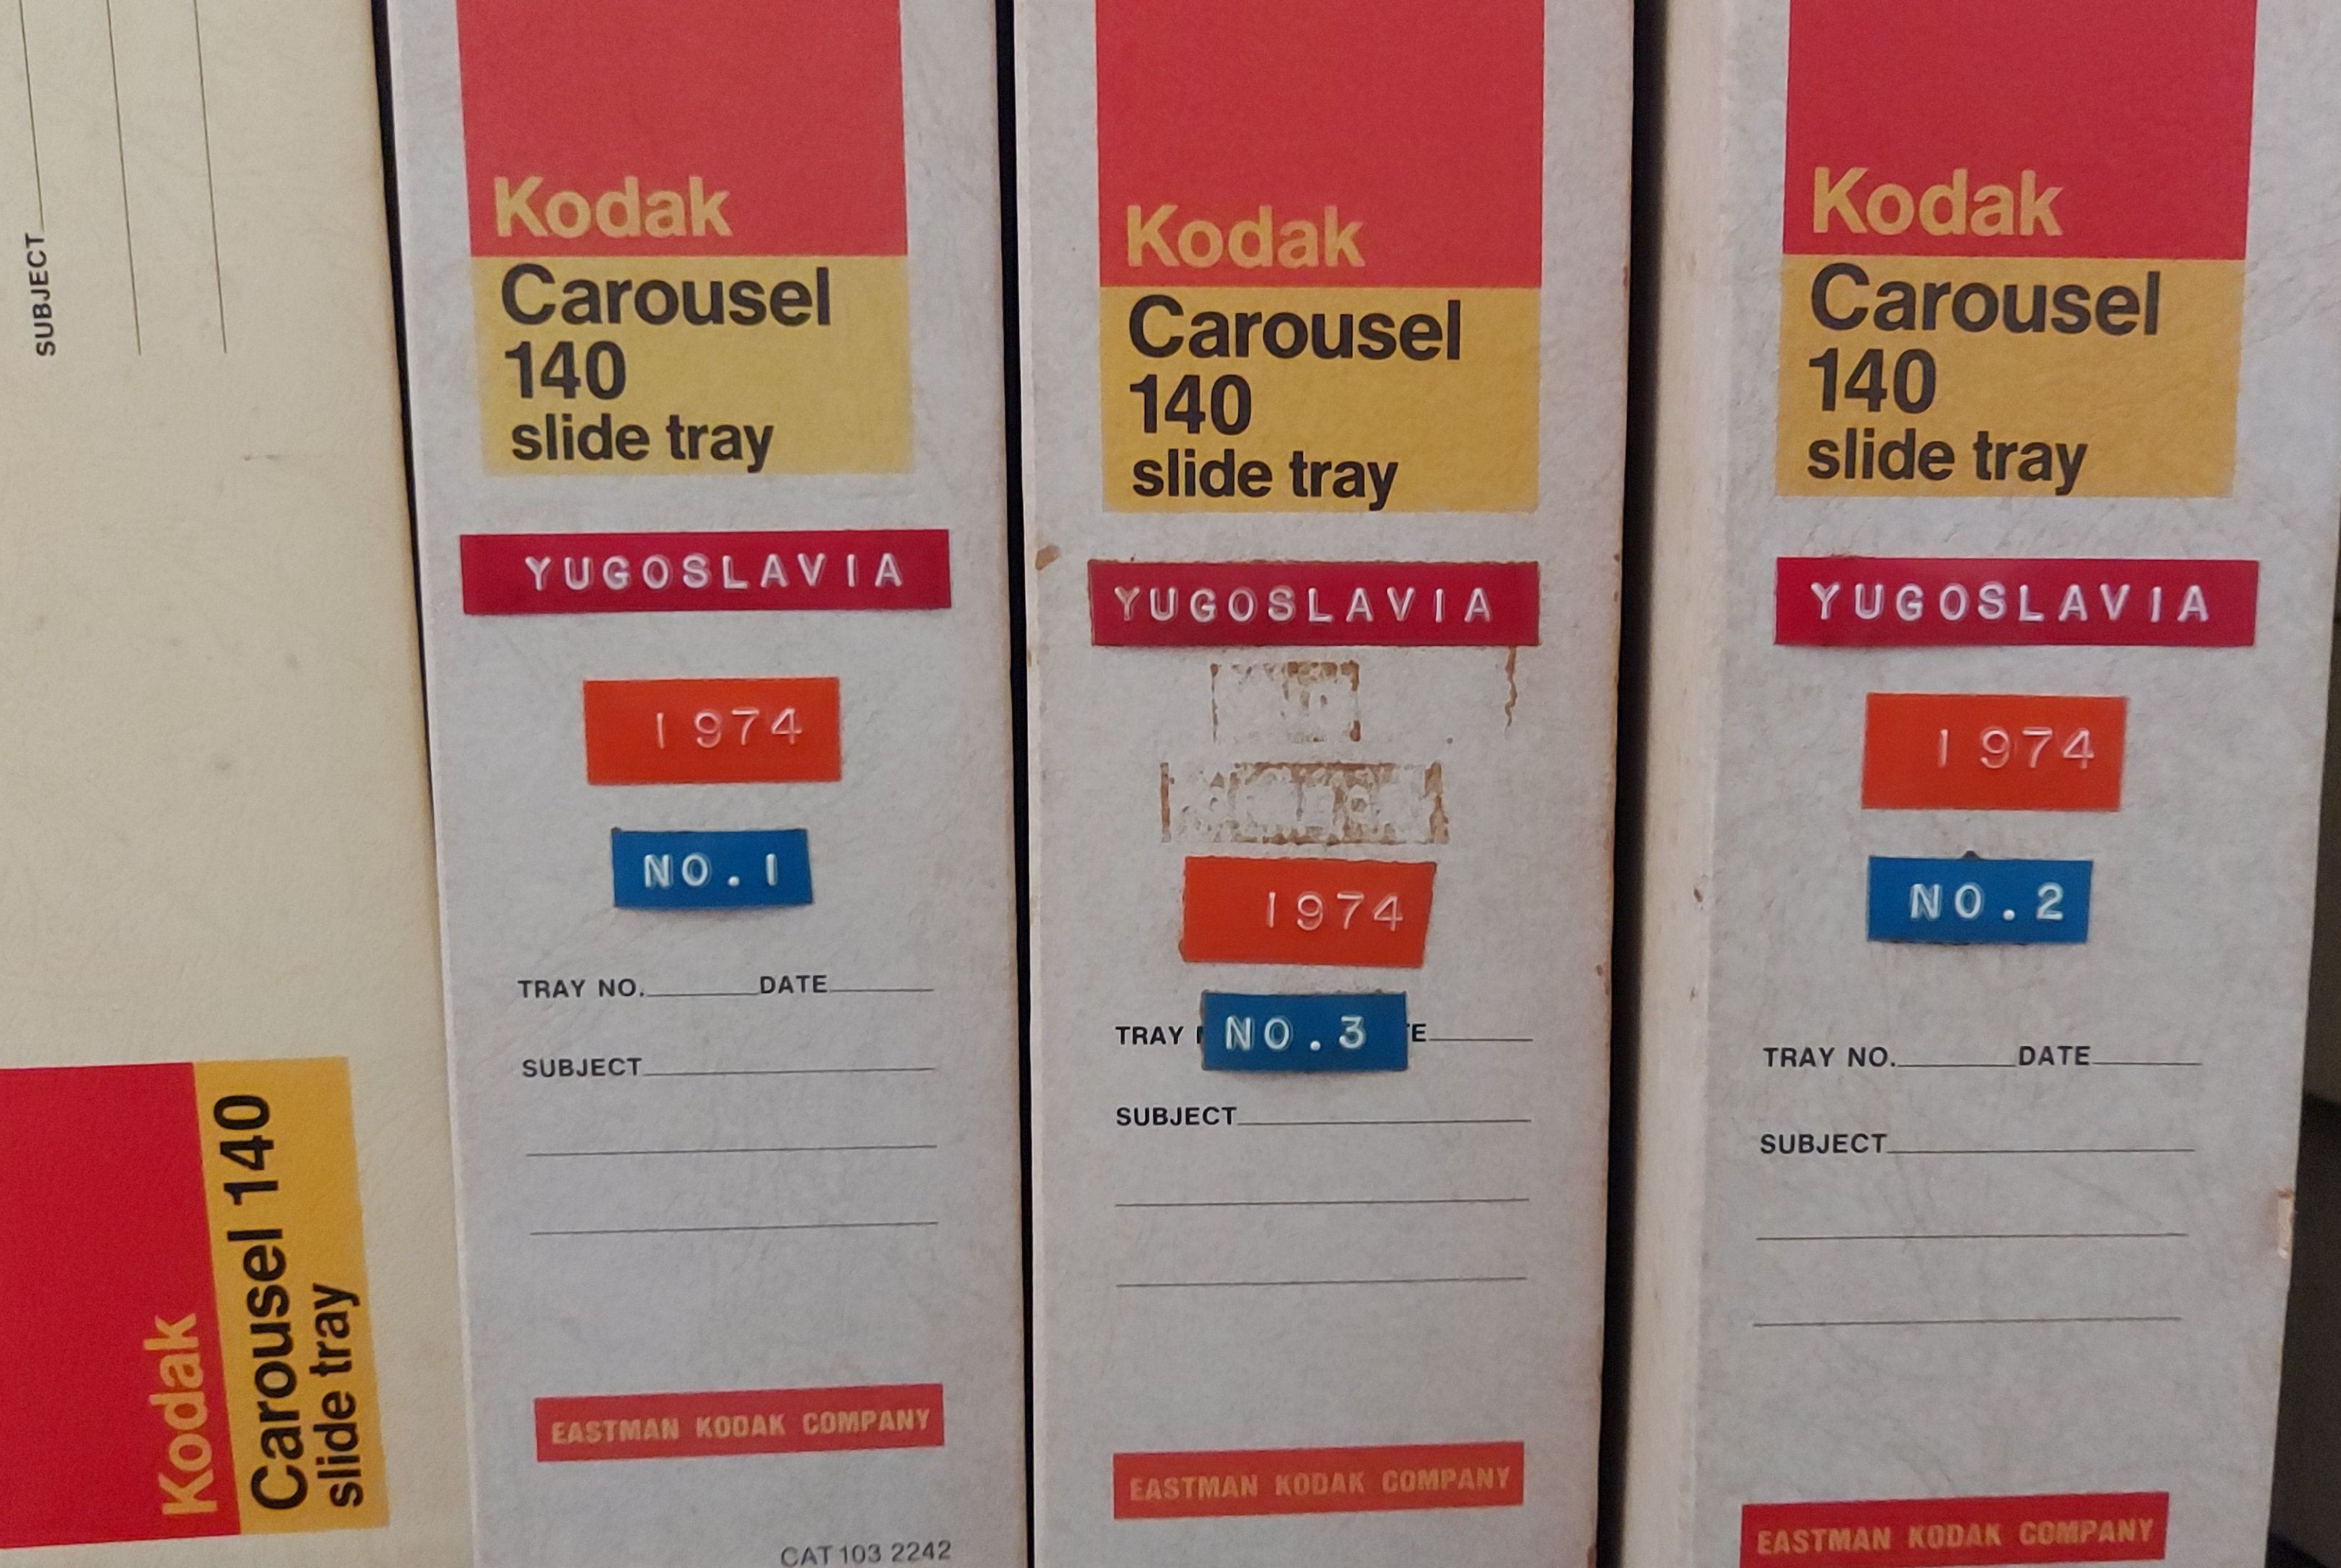 SUBJECT
Kodak
Carousel 140
slide tray
Kodak
Carousel
140
slide tray
YUGOSLAVIA
1974
NO.1
TRAY NO. DATE
SUBJECT
EASTMAN KODAK COMPANY
CAT 103 2242
Kodak
Carousel
140
slide tray
YUGOSLAVIA
1974
NO.3
TRAY
SUBJECT
EASTMAN KODAK COMPANY
Kodak
Carousel
140
slide tray
YUGOSLAVIA
1974
NO.2
TRAY NO. DATE
SUBJECT
EASTMAN KODAK COMPANY